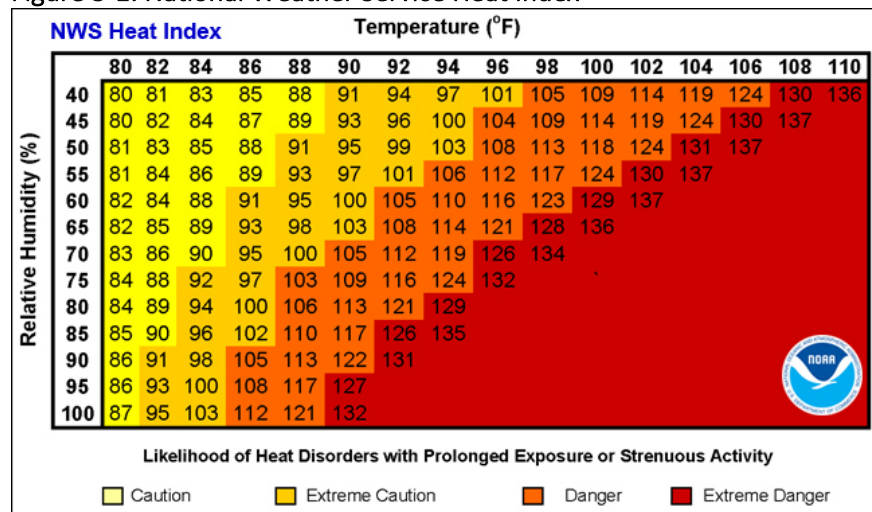 NWS Heat Index Temperature (°F)
80 82 84 86 88 90 92 94 96 98 100 102 104 106 108 110
Relative Humidity (%)
40 80 81 83 85 88 91 94 97 101 105 109 114 119 124 130 136
45 80 82 84 87 89 93 96 100 104 109 114 119 124 130 137
50 81 83 85 88 91 95 99 103 108 113 118 124 131 137
55 81 84 86 89 93 97 101 106 112 117 124 130 137
60 82 84 88 91 95 100 105 110 116 123 129 137
65 82 85 89 93 98 103 108 114 121 128 136
70 83 86 90 95 100 105 112 119 126 134
75 84 88 92 97 103 109 116 124 132
80 84 89 94 100 106 113 121 129
85 85 90 96 102 110 117 126 135
90 86 91 98 105 113 122 131
95 86 93 100 108 117 127
100 87 95 103 112 121 132
NOAA
Likelihood of Heat Disorders with Prolonged Exposure or Strenuous Activity
Caution Extreme Caution Danger Extreme Danger